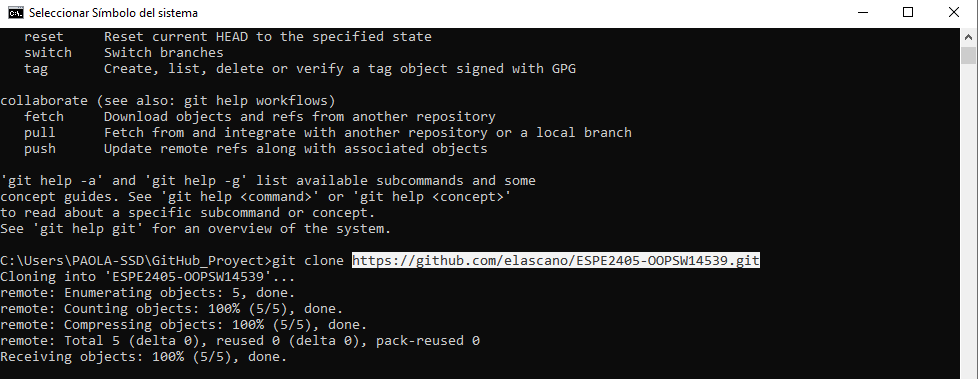 Seleccionar Símbolo del sistema
reset Reset current HEAD to the specified state
switch Switch branches
tag Create, list, delete or verify a tag object signed with GPG
collaborate (see also: git help workflows)
fetch Download objects and refs from another repository
pull Fetch from and integrate with another repository or a local branch
push Update remote refs along with associated objects
'git help -a' and 'git help -g' list available subcommands and some
concept guides. See 'git help <command>' or 'git help <concept>'
to read about a specific subcommand or concept.
See 'git help git' for an overview of the system.
C:\Users\PAOLA-SSD\GitHub_Proyect>git clone https://github.com/elascano/ESPE2405-OOPSW14539.git
Cloning into 'ESPE2405-OOPSW14539'...
remote: Enumerating objects: 5, done.
remote: Counting objects: 100% (5/5), done.
remote: Compressing objects: 100% (5/5), done.
remote: Total 5 (delta 0), reused 0 (delta 0), pack-reused 0
Receiving objects: 100% (5/5), done.